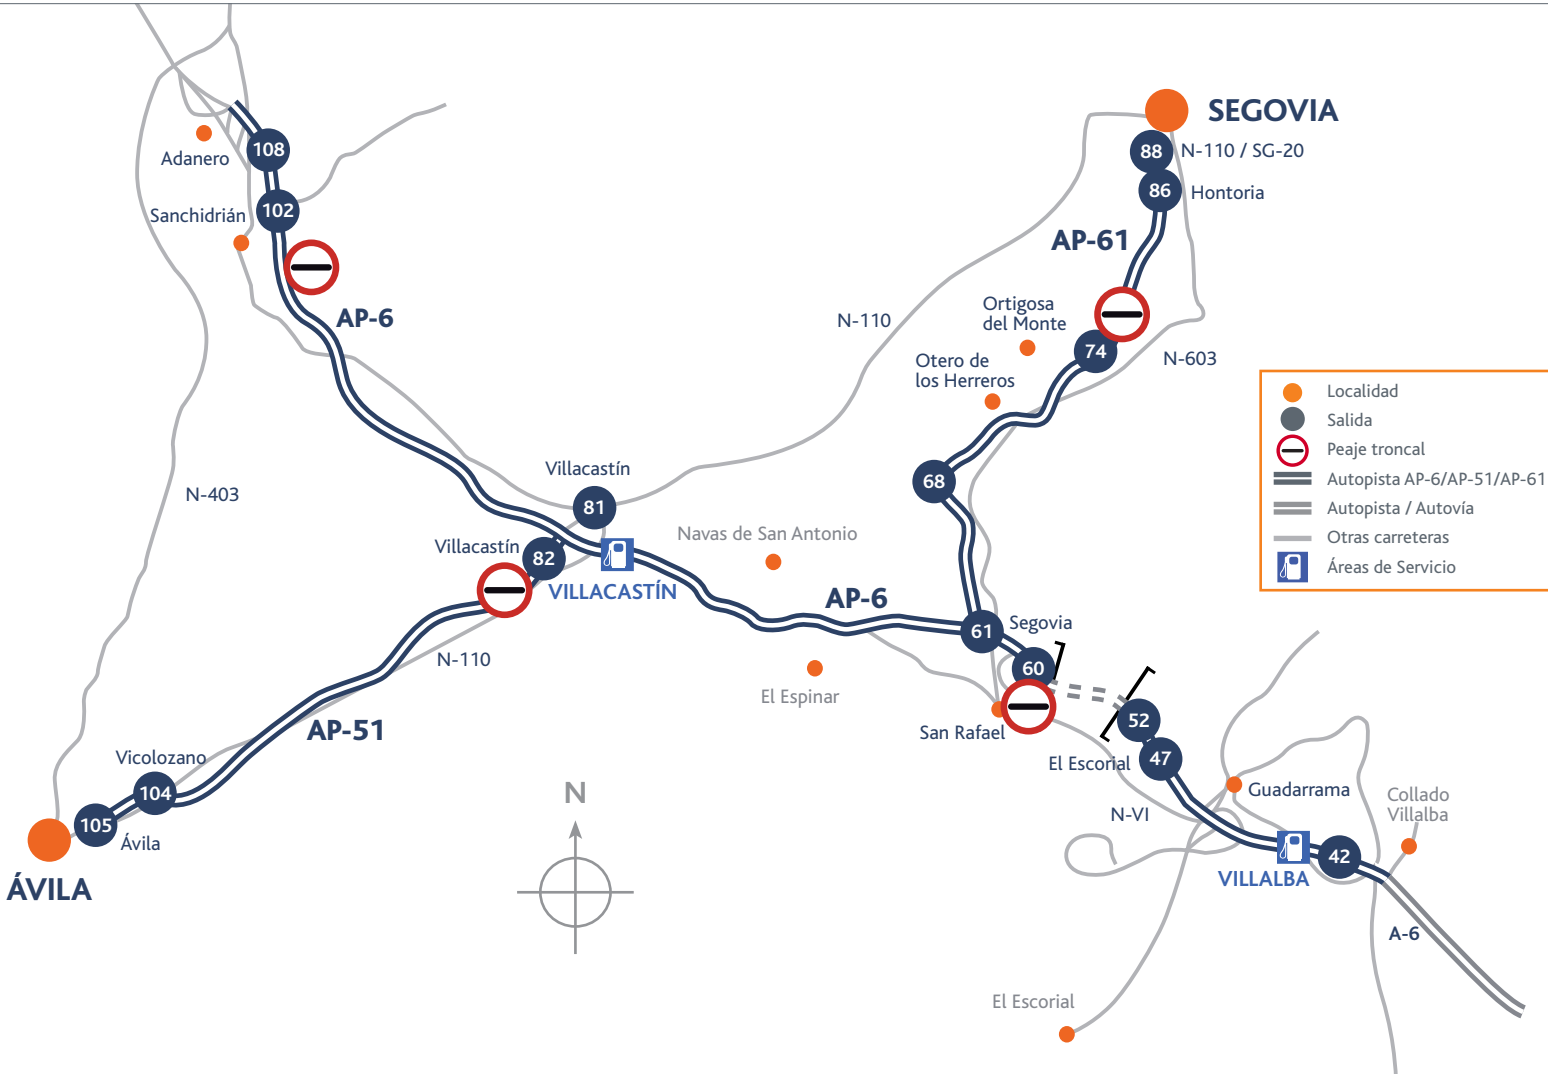 SEGOVIA
88
N-110 / SG-20
86
Hontoria
AP-61
Adanero
108
Sanchidrián
102
AP-6
N-110
Ortigosa
del Monte
74
N-603
Otero de
los Herreros
Localidad
Salida
Peaje troncal
Autopista AP-6/AP-51/AP-61
Autopista / Autovía
Otras carreteras
Áreas de Servicio
N-403
Villacastín
81
68
Villacastín
82
VILLACASTÍN
Navas de San Antonio
AP-6
61
Segovia
60
N-110
El Espinar
San Rafael
52
El Escorial
47
AP-51
Vicolozano
104
105
Ávila
ÁVILA
N
N-VI
Guadarrama
Collado
Villalba
VILLALBA
42
A-6
El Escorial